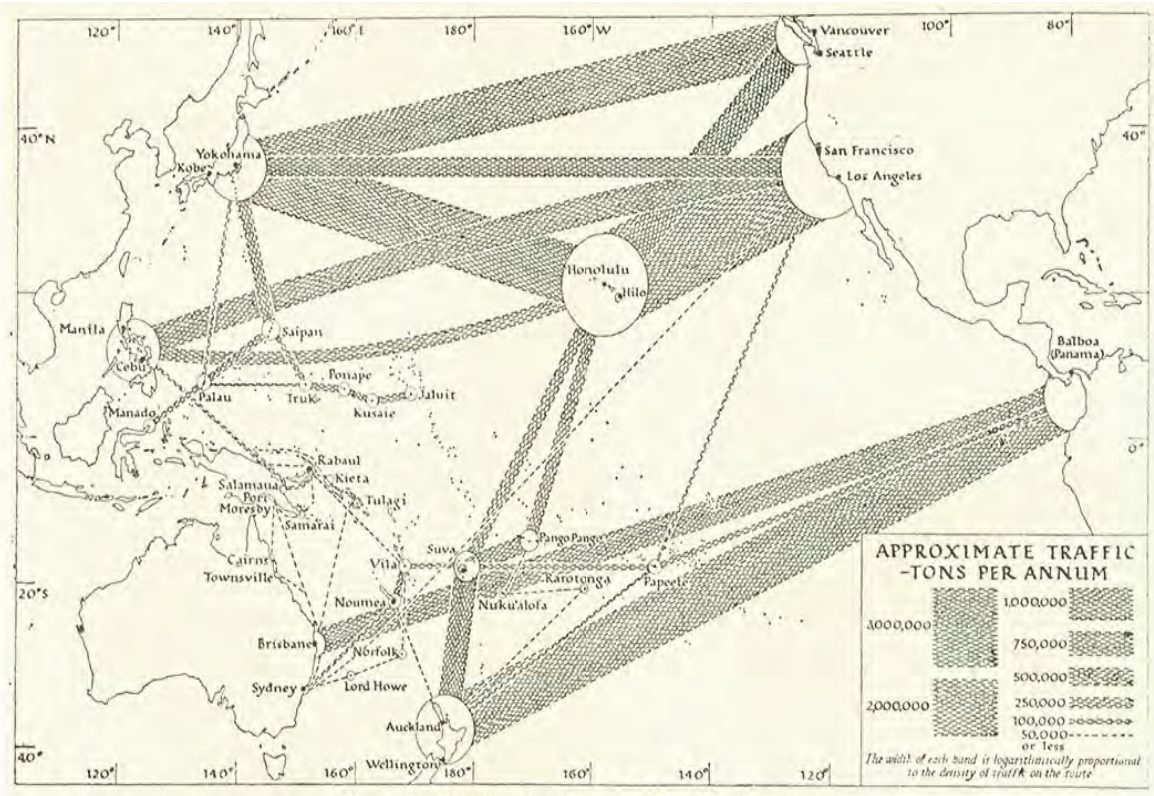 120° 140° 160° E 180° 160° W 100° 80°
Vancouver
Seattle
40° N
40°
Yokohama
Kobe
San Francisco
Los Angeles
Honolulu
Hilo
Manila
Cebu
Saipan
Balboa
(Panama)
Ponape
Palau
Truk
Kusaie
Jaluit
Manado
0°
Rabaul
Salamaua
Kieta
Port
Moresby
Tulagi
Samarai
Suva
Pango Pango
Cairns
Vila
Townsville
Rarotonga
Papeete
20° S
Noumea
Nuku'alofa
Brisbane
Norfolk
Sydney
Lord Howe
Auckland
Wellington
40°
120° 140° 160° 180° 160° 140° 120°
APPROXIMATE TRAFFIC
-TONS PER ANNUM
3,000,000
1,000,000
750,000
500,000
2,000,000
250,000
100,000
50,000
or less
The width of each band is logarithmically proportional
to the density of traffic on the route